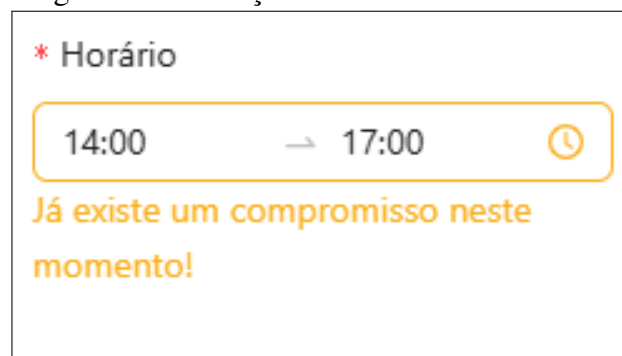 * Horário
14:00 → 17:00
Já existe um compromisso neste
momento!